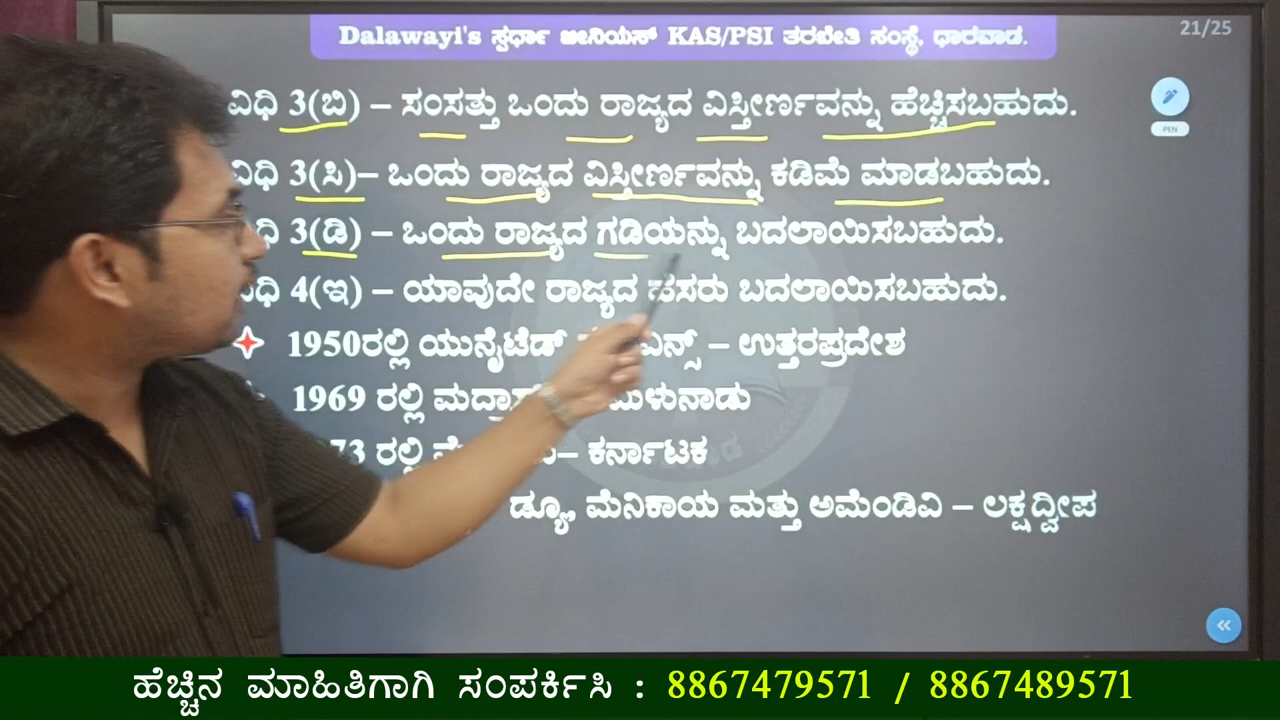 Dalawayi's ಸ್ಪರ್ಧಾ ಜೀನಿಯಸ್ KAS/PSI ತರಬೇತಿ ಸಂಸ್ಥೆ, ಧಾರವಾಡ.
21/25
ವಿಧಿ 3(ಬಿ) – ಸಂಸತ್ತು ಒಂದು ರಾಜ್ಯದ ವಿಸ್ತೀರ್ಣವನ್ನು ಹೆಚ್ಚಿಸಬಹುದು.
PEN
ವಿಧಿ 3(ಸಿ)– ಒಂದು ರಾಜ್ಯದ ವಿಸ್ತೀರ್ಣವನ್ನು ಕಡಿಮೆ ಮಾಡಬಹುದು.
3(ಡಿ) – ಒಂದು ರಾಜ್ಯದ ಗಡಿಯನ್ನು ಬದಲಾಯಿಸಬಹುದು.
4(ಇ) – ಯಾವುದೇ ರಾಜ್ಯದ ಹೆಸರು ಬದಲಾಯಿಸಬಹುದು.
1950ರಲ್ಲಿ ಯುನೈಟೆಡ್ – ಉತ್ತರಪ್ರದೇಶ
1969 ರಲ್ಲಿ
ರಲ್ಲಿ – ಕರ್ನಾಟಕ
ಮಿನಿಕಾಯ ಮತ್ತು ಅಮೆಂಡಿವಿ – ಲಕ್ಷದ್ವೀಪ
ಹೆಚ್ಚಿನ ಮಾಹಿತಿಗಾಗಿ ಸಂಪರ್ಕಿಸಿ : 8867479571 / 8867489571